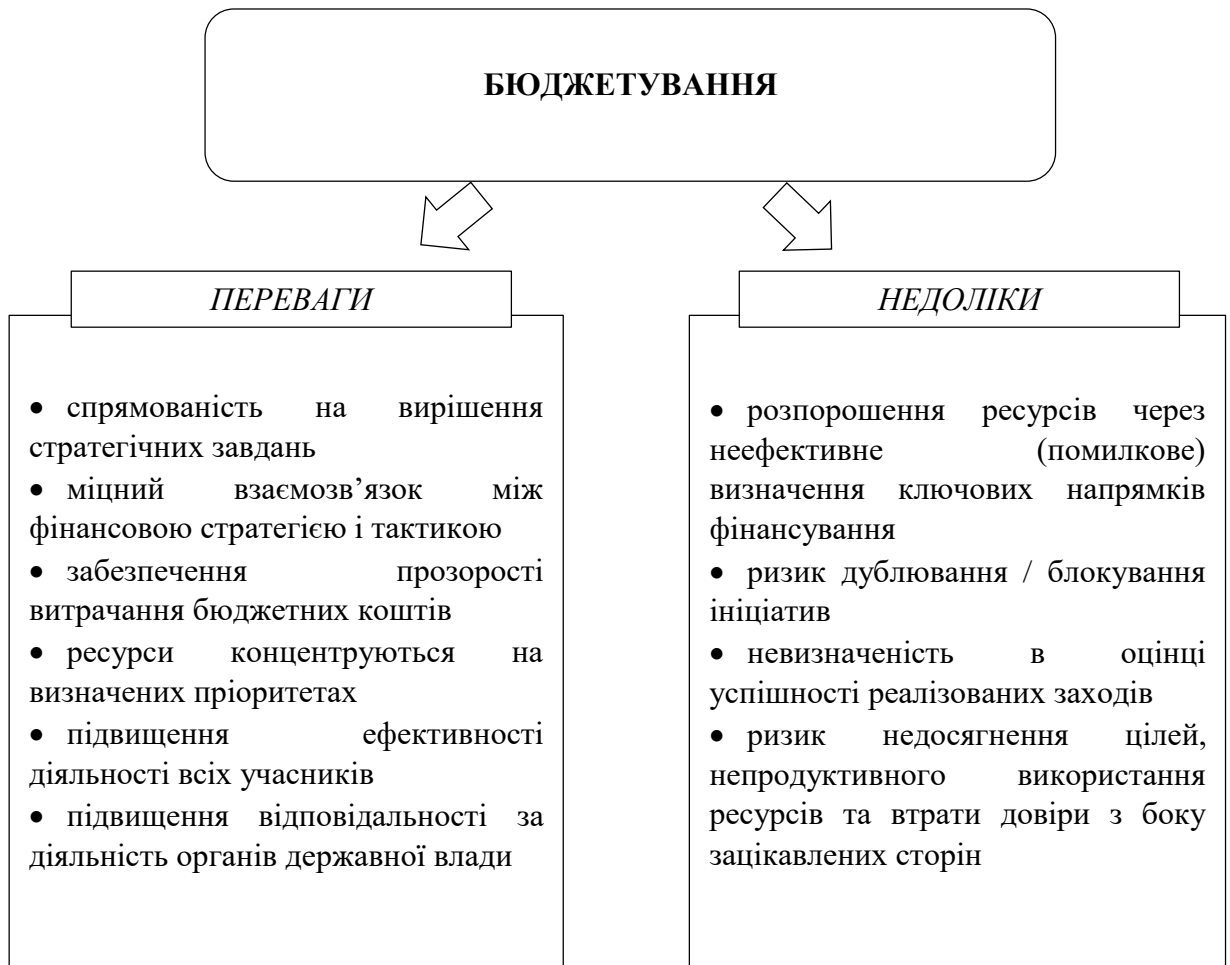 БЮДЖЕТУВАННЯ
ПЕРЕВАГИ
• спрямованість на вирішення
стратегічних завдань
• міцний взаємозв’язок між
фінансовою стратегією і тактикою
• забезпечення прозорості
витрачання бюджетних коштів
• ресурси концентруються на
визначених пріоритетах
• підвищення ефективності
діяльності всіх учасників
• підвищення відповідальності за
діяльність органів державної влади
НЕДОЛІКИ
• розпорошення ресурсів через
неефективне (помилкове)
визначення ключових напрямків
фінансування
• ризик дублювання / блокування
ініціатив
• невизначеність в оцінці
успішності реалізованих заходів
• ризик недосягнення цілей,
непродуктивного використання
ресурсів та втрати довіри з боку
зацікавлених сторін